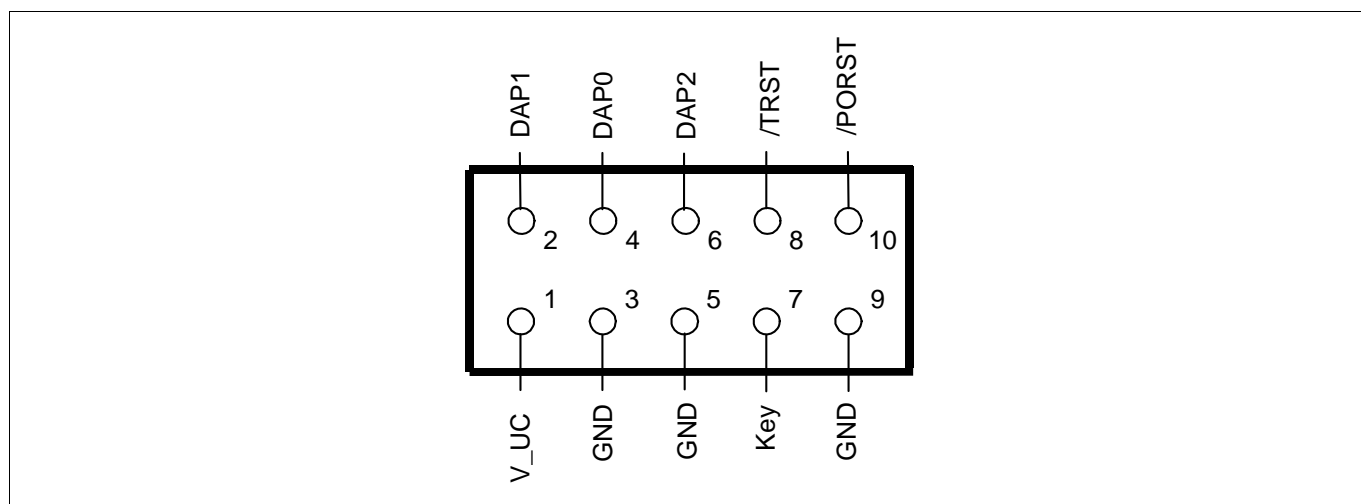 DAP1
DAP0
DAP2
/TRST
/PORST
2
4
6
8
10
1
3
5
7
9
V_UC
GND
GND
Key
GND